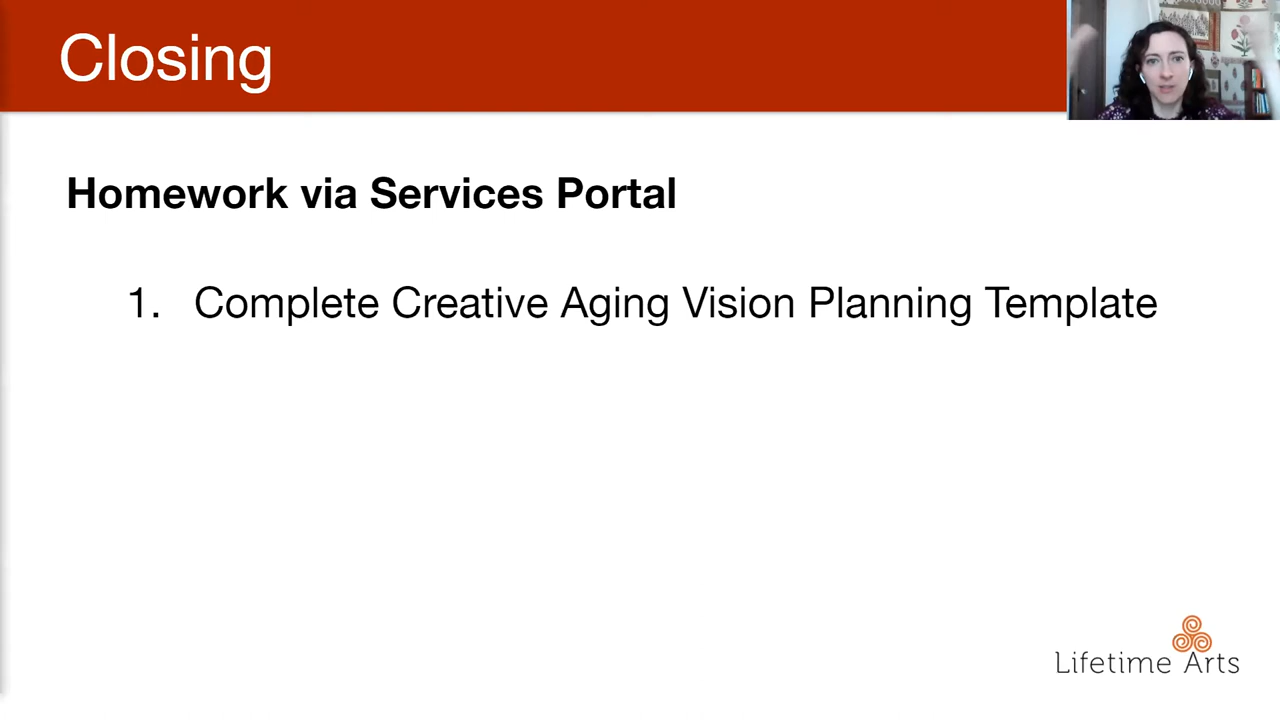 Closing
Homework via Services Portal
1. Complete Creative Aging Vision Planning Template
Lifetime Arts